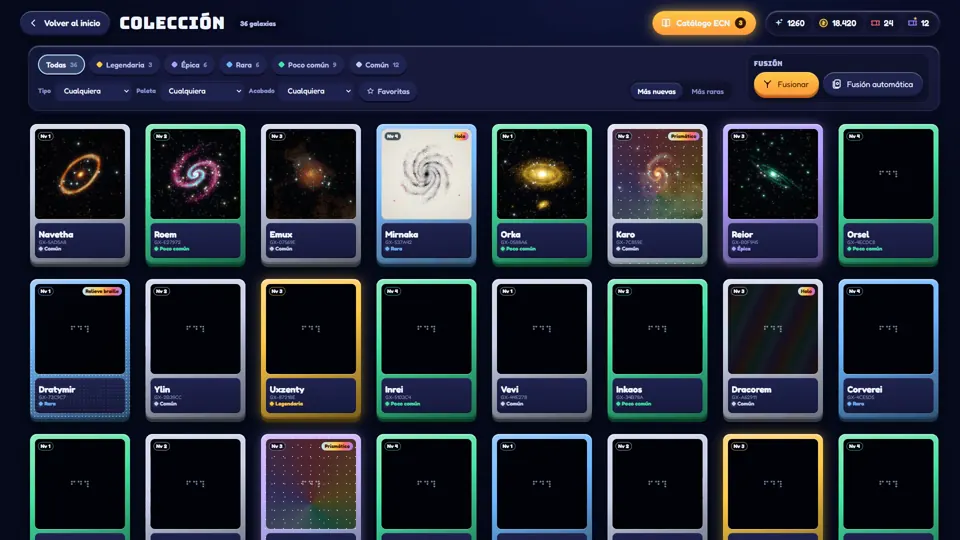 Volver al inicio
COLECCIÓN
36 galaxias
Catálogo ECN 3
1260
18.420
24
12
Todas 36
Legendaria 3
Épica 6
Rara 6
Poco común 9
Común 12
FUSIÓN
Tipo Cualquiera
Paleta Cualquiera
Acabado Cualquiera
Favoritas
Más nuevas
Más raras
Fusionar
Fusión automática
Nv 1
Navetha
Común
Nv 2
Roem
Poco común
Nv 3
Emux
Común
Nv 4
Holo
Mirnaka
Rara
Nv 1
Orka
Poco común
Nv 2
Prismático
Karo
Común
Nv 3
Reior
Épica
Nv 4
Orsel
Poco común
Nv 1
Relieve braille
Dratymir
Rara
Nv 2
Ylin
Común
Nv 3
Uxzenty
Legendaria
Nv 4
Inrei
Poco común
Nv 1
Vevi
Común
Nv 2
Inkaos
Poco común
Nv 3
Holo
Dracorem
Común
Nv 4
Corverei
Rara
Nv 1
Nv 2
Nv 3
Prismático
Nv 4
Nv 1
Nv 2
Nv 3
Nv 4